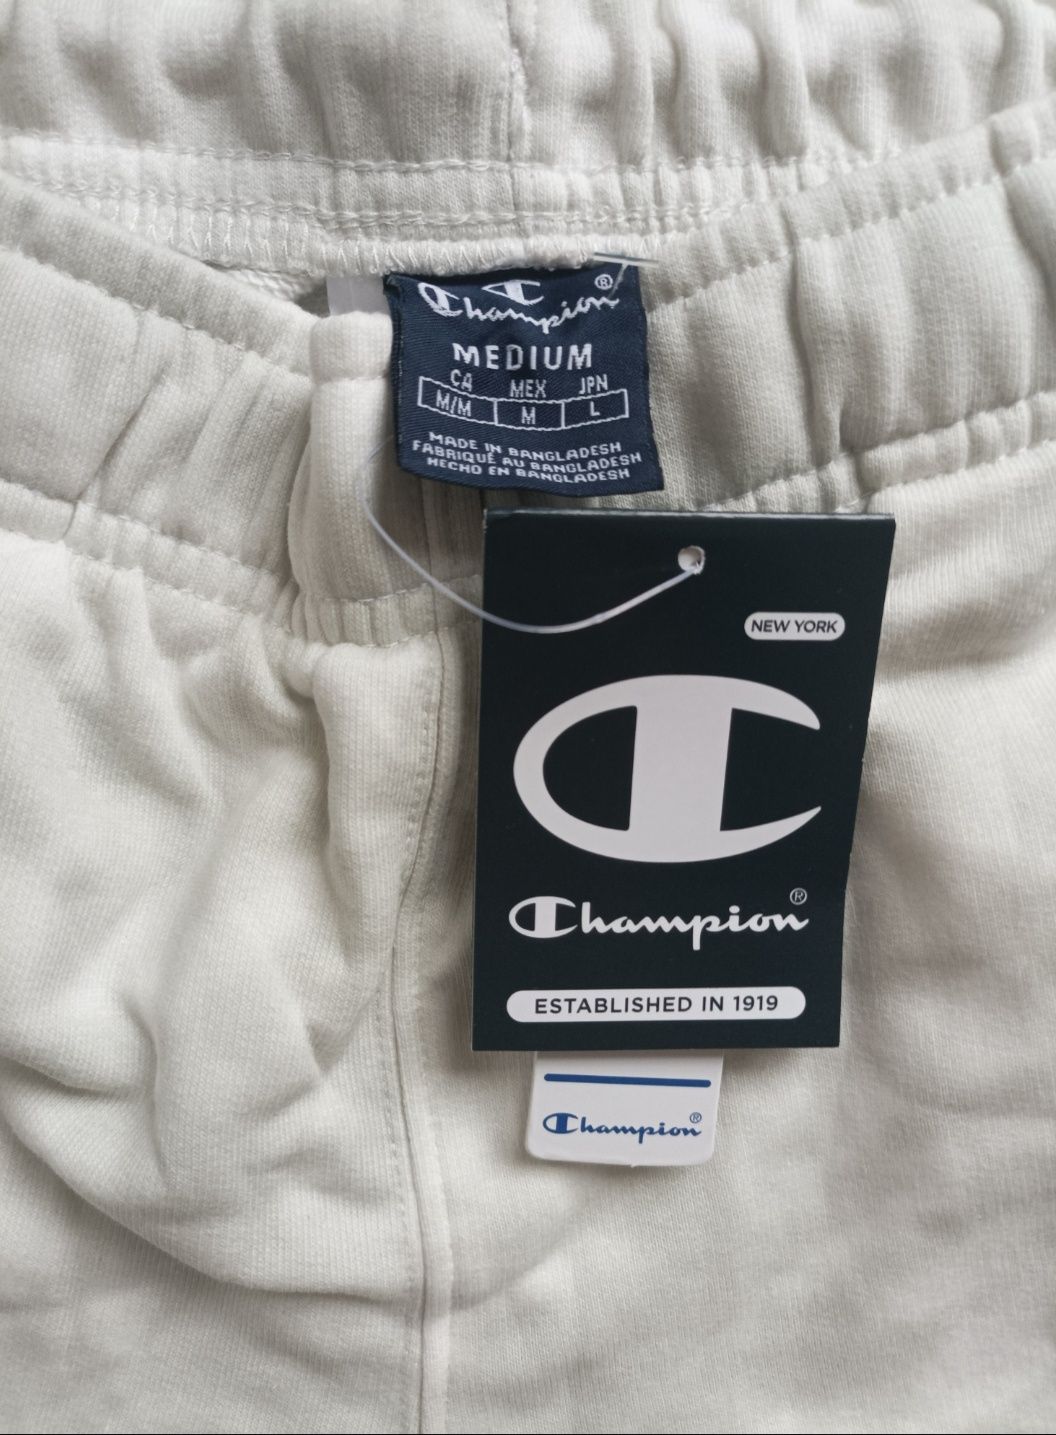 Champion®
MEDIUM
CA MEX JPN
M/M M L
MADE IN BANGLADESH
FABRIQUÉ AU BANGLADESH
HECHO EN BANGLADESH
NEW YORK
Champion®
ESTABLISHED IN 1919
Champion®